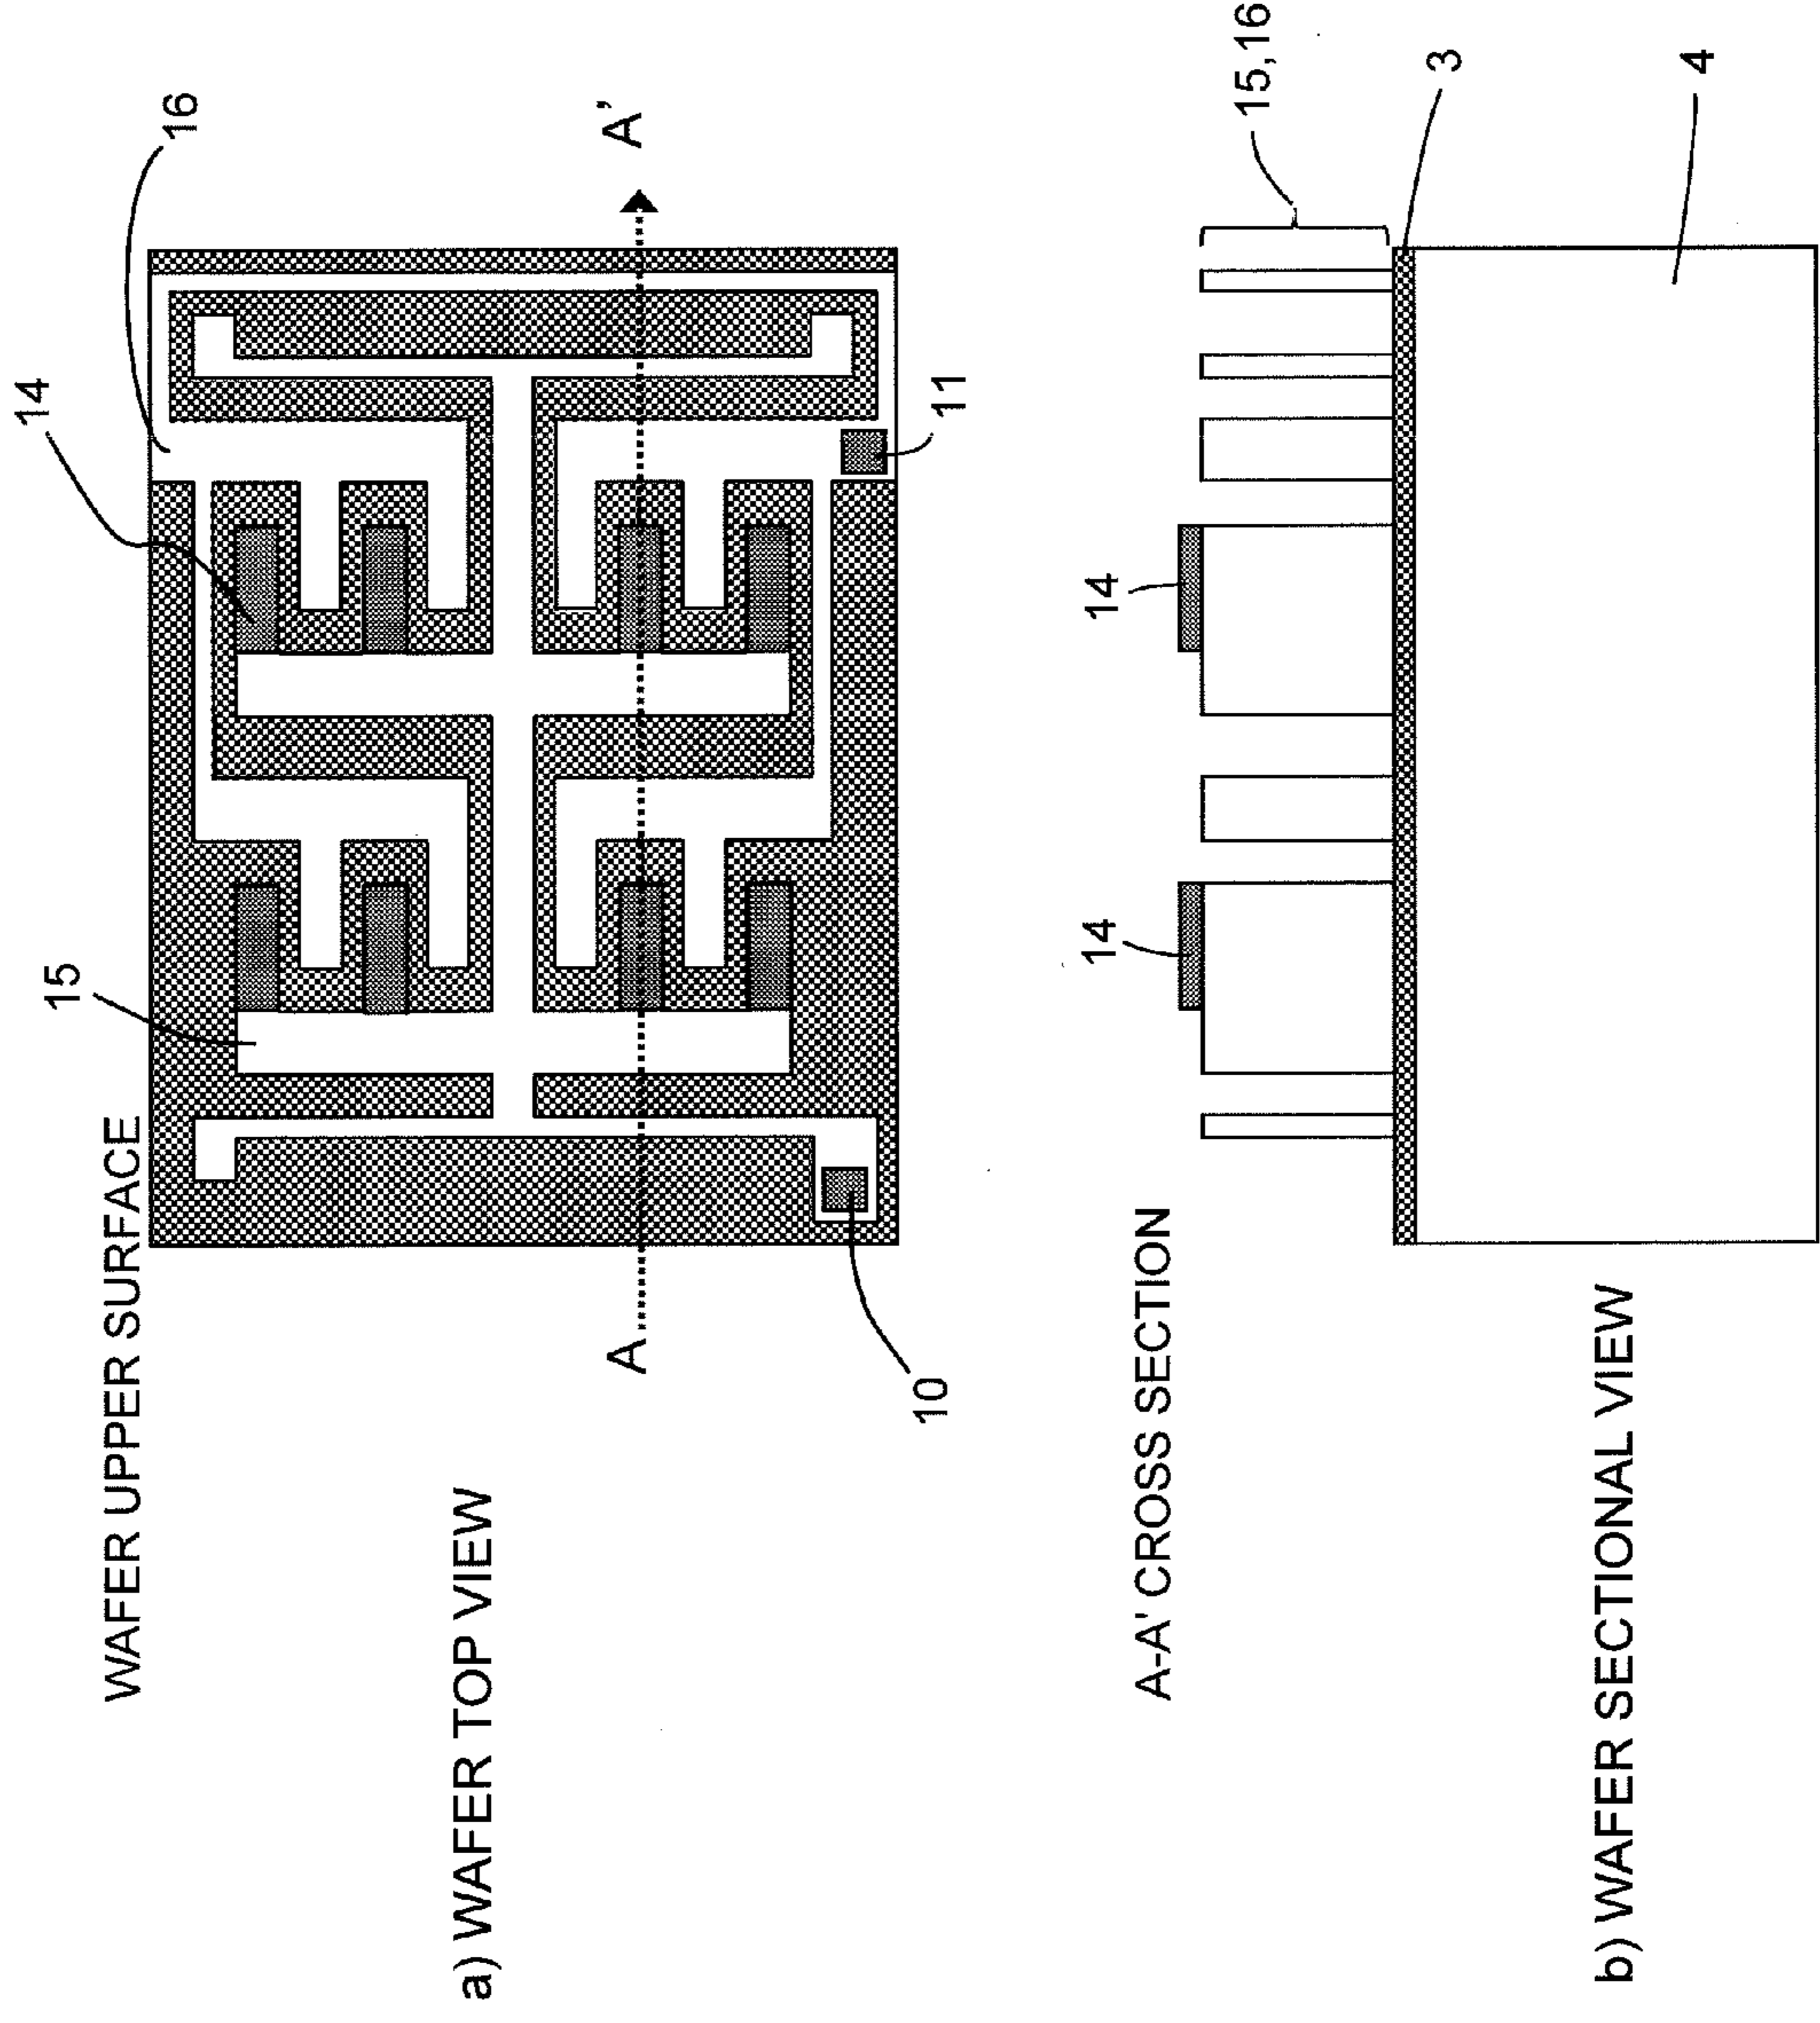 WAFER UPPER SURFACE
14
16
15
a) WAFER TOP VIEW
A
A’
10
11
A-A' CROSS SECTION
14
14
15,16
3
4
b) WAFER SECTIONAL VIEW